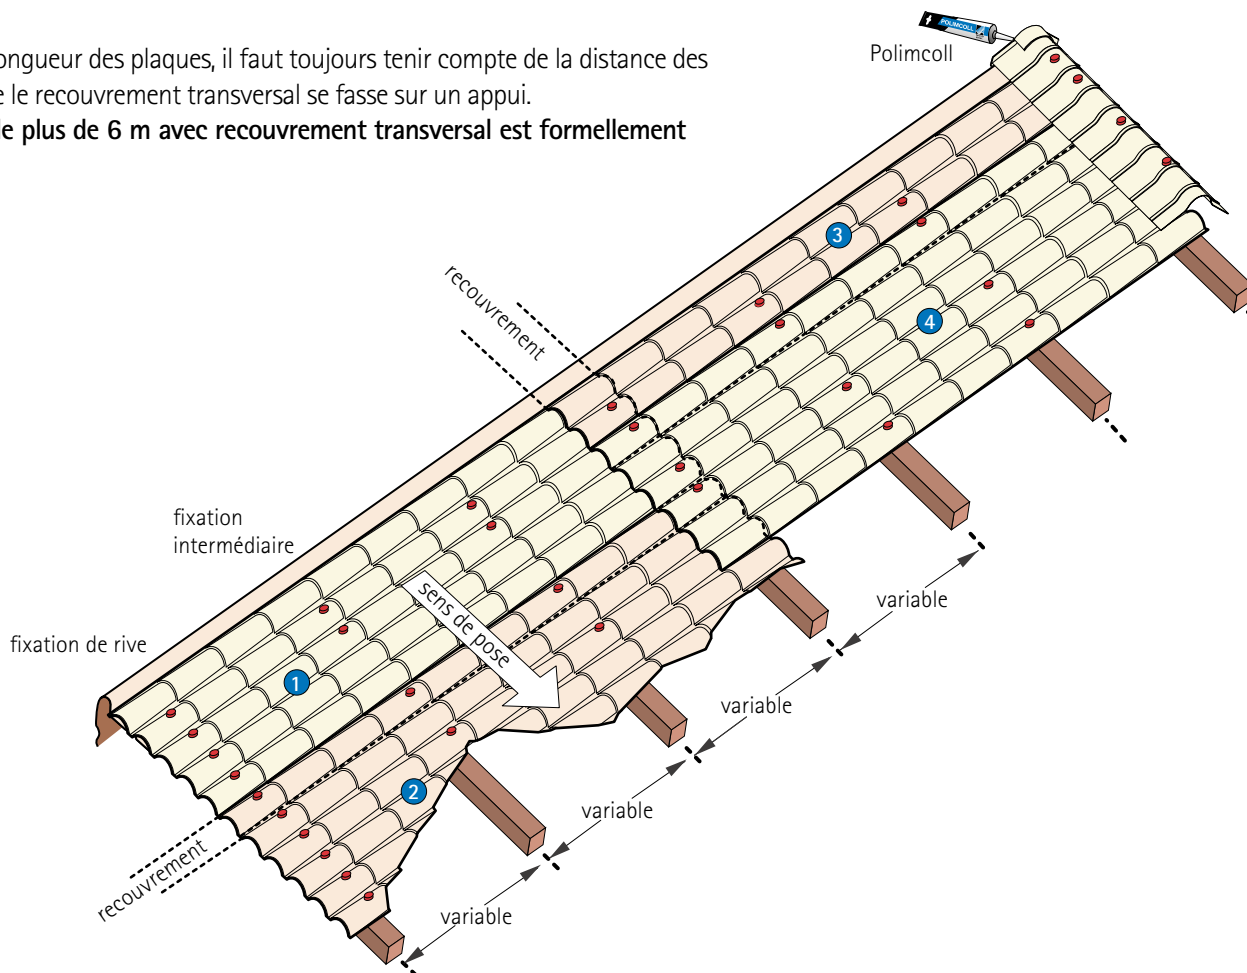 ongueur des plaques, il faut toujours tenir compte de la distance des
e le recouvrement transversal se fasse sur un appui.
de plus de 6 m avec recouvrement transversal est formellement
POLIMCOLL
Polimcoll
3
recouvrement
4
fixation
intermédiaire
sens de pose
variable
fixation de rive
1
variable
2
variable
recouvrement
variable